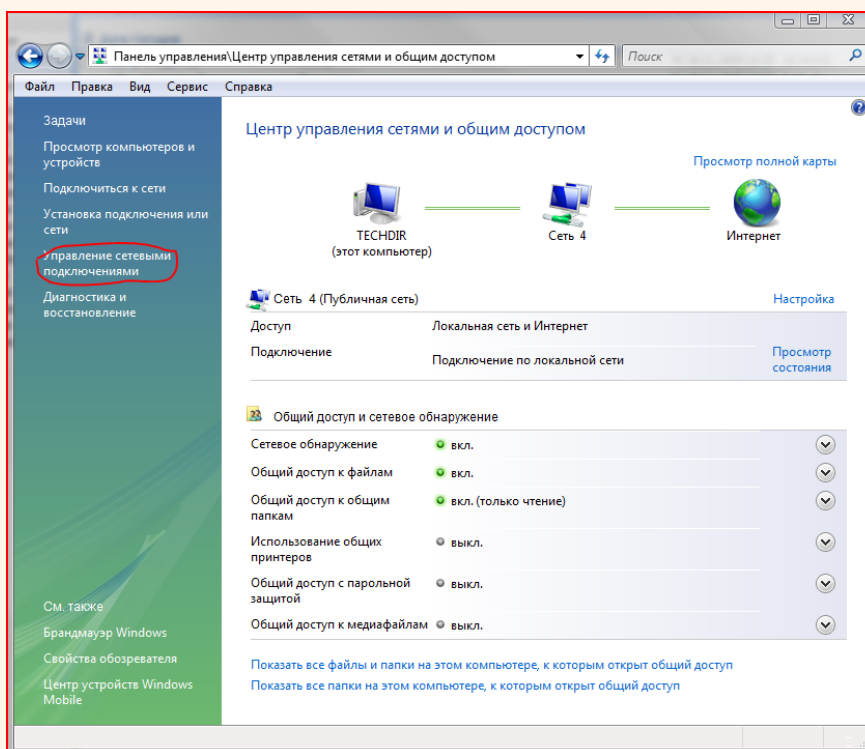 Панель управления\Центр управления сетями и общим доступом
Поиск
Файл Правка Вид Сервис Справка
Задачи
Просмотр компьютеров и
устройств
Подключиться к сети
Установка подключения или
сети
Управление сетевыми
подключениями
Диагностика и
восстановление
См. также
Брандмауэр Windows
Свойства обозревателя
Центр устройств Windows
Mobile
Центр управления сетями и общим доступом
Просмотр полной карты
TECHDIR
(этот компьютер)
Сеть 4
Интернет
Сеть 4 (Публичная сеть)
Настройка
Доступ Локальная сеть и Интернет
Подключение
Подключение по локальной сети
Просмотр
состояния
Общий доступ и сетевое обнаружение
Сетевое обнаружение вкл.
Общий доступ к файлам вкл.
Общий доступ к общим
папкам
вкл. (только чтение)
Использование общих
принтеров
выкл.
Общий доступ с парольной
защитой
выкл.
Общий доступ к медиафайлам выкл.
Показать все файлы и папки на этом компьютере, к которым открыт общий доступ
Показать все папки на этом компьютере, к которым открыт общий доступ